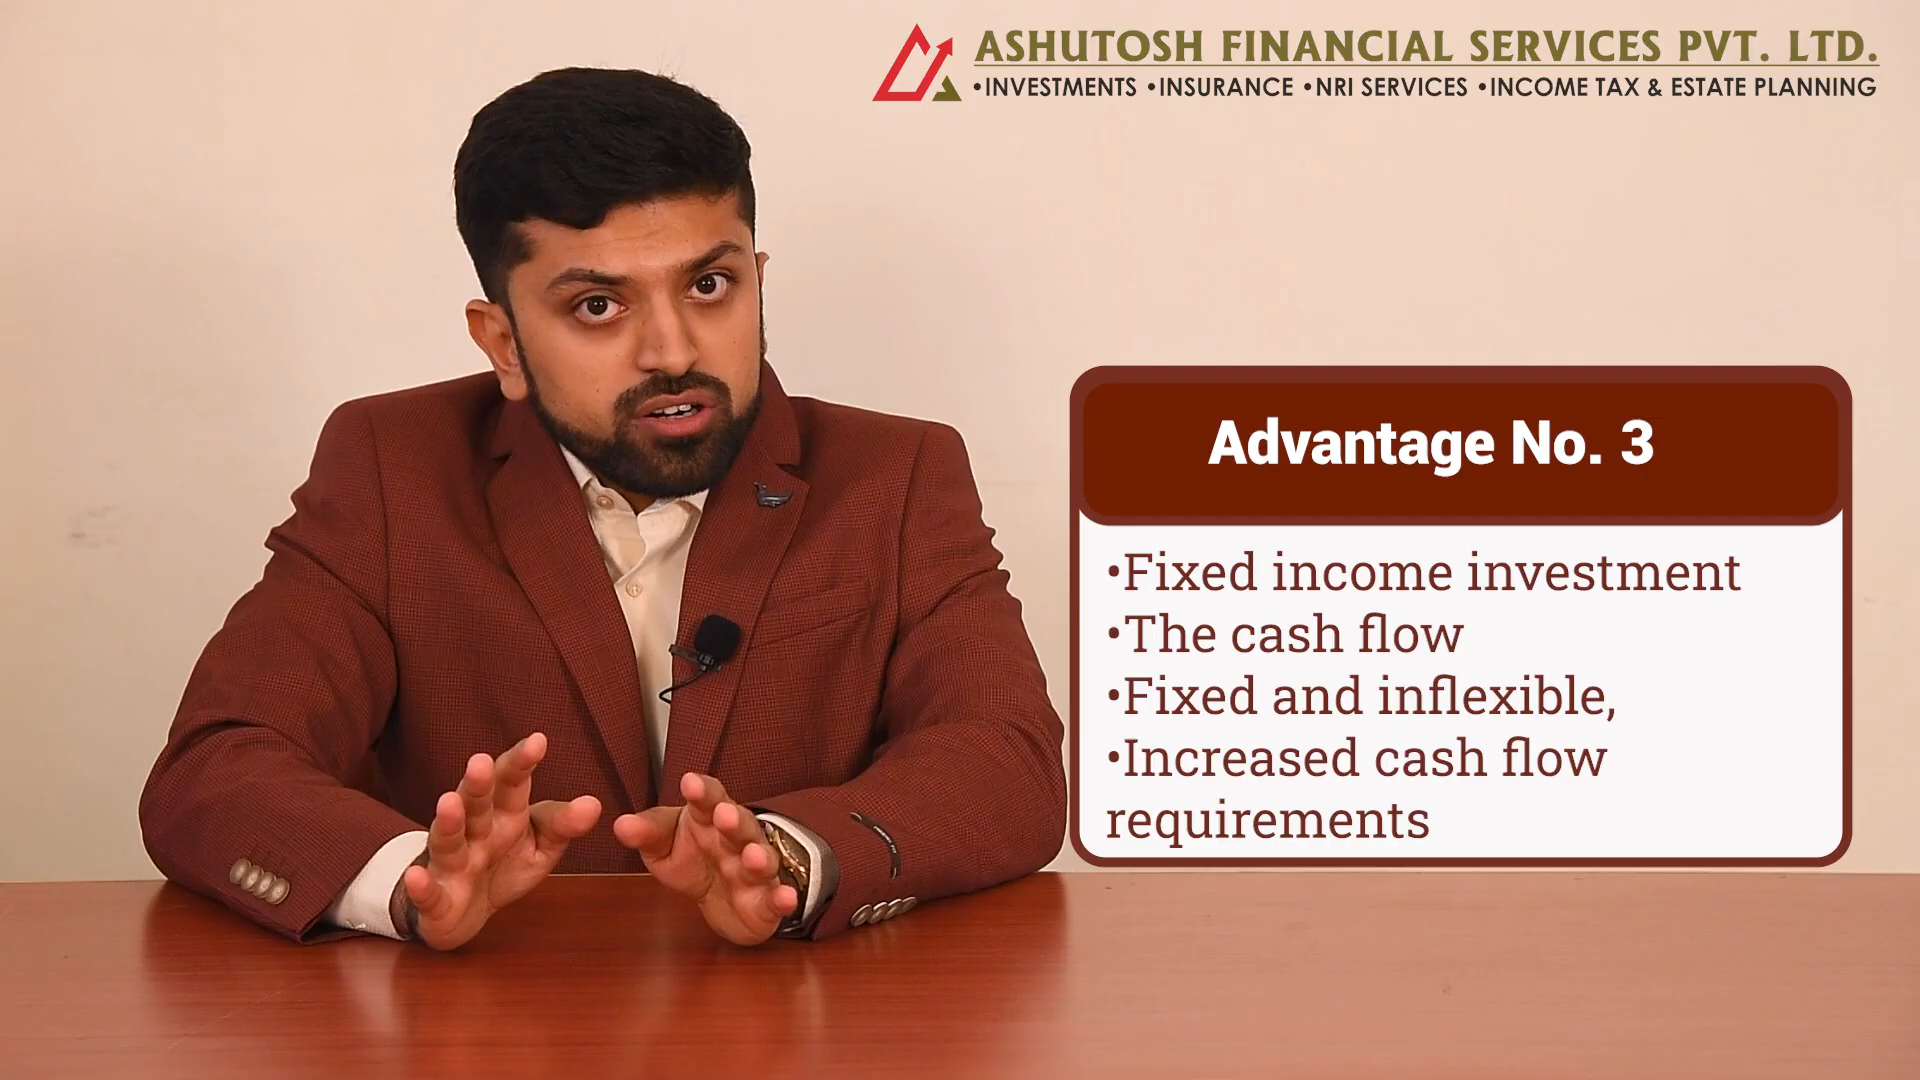 ASHUTOSH FINANCIAL SERVICES PVT. LTD.
•INVESTMENTS •INSURANCE •NRI SERVICES •INCOME TAX & ESTATE PLANNING
Advantage No. 3
•Fixed income investment
•The cash flow
•Fixed and inflexible,
•Increased cash flow
requirements